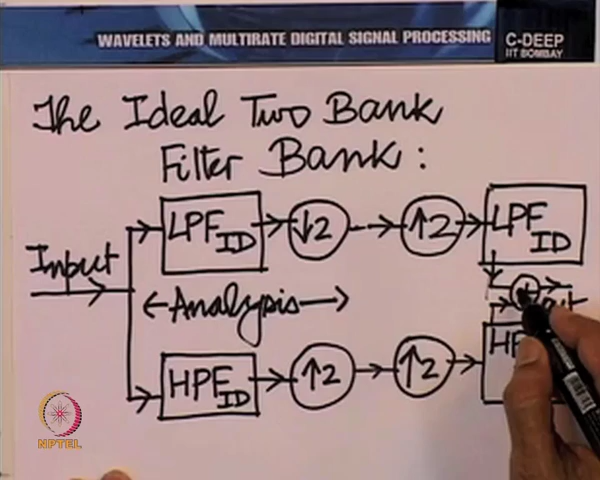 WAVELETS AND MULTIRATE DIGITAL SIGNAL PROCESSING
C-DEEP
IIT BOMBAY
The Ideal Two Bank
Filter Bank:
LPF ID ↓2 ↑2 LPF ID
Input
←Analysis→
+
HPF ID ↑2 ↑2
NPTEL